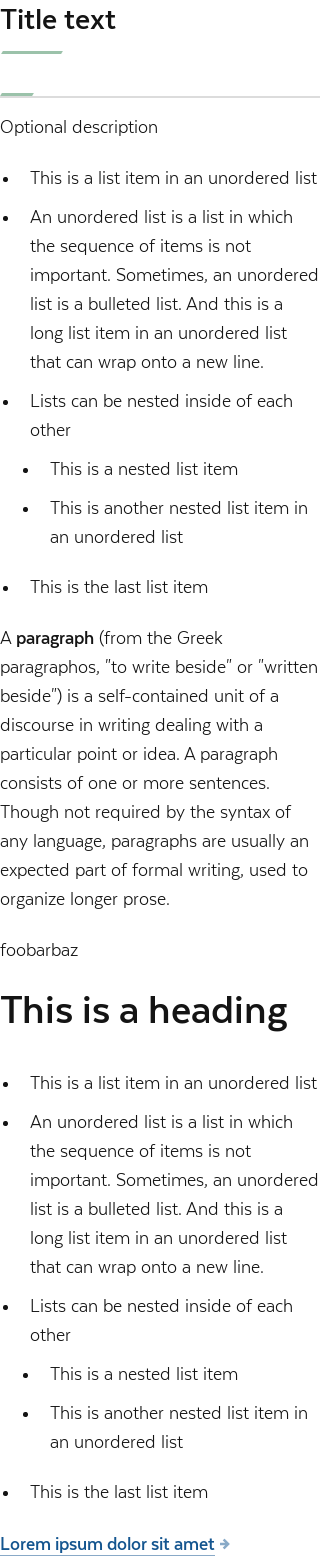 Title text
Optional description
This is a list item in an unordered list
An unordered list is a list in which
the sequence of items is not
important. Sometimes, an unordered
list is a bulleted list. And this is a
long list item in an unordered list
that can wrap onto a new line.
Lists can be nested inside of each
other
This is a nested list item
This is another nested list item in
an unordered list
This is the last list item
A paragraph (from the Greek
paragraphos, "to write beside" or "written
beside") is a self-contained unit of a
discourse in writing dealing with a
particular point or idea. A paragraph
consists of one or more sentences.
Though not required by the syntax of
any language, paragraphs are usually an
expected part of formal writing, used to
organize longer prose.
foobarbaz
This is a heading
This is a list item in an unordered list
An unordered list is a list in which
the sequence of items is not
important. Sometimes, an unordered
list is a bulleted list. And this is a
long list item in an unordered list
that can wrap onto a new line.
Lists can be nested inside of each
other
This is a nested list item
This is another nested list item in
an unordered list
This is the last list item
Lorem ipsum dolor sit amet